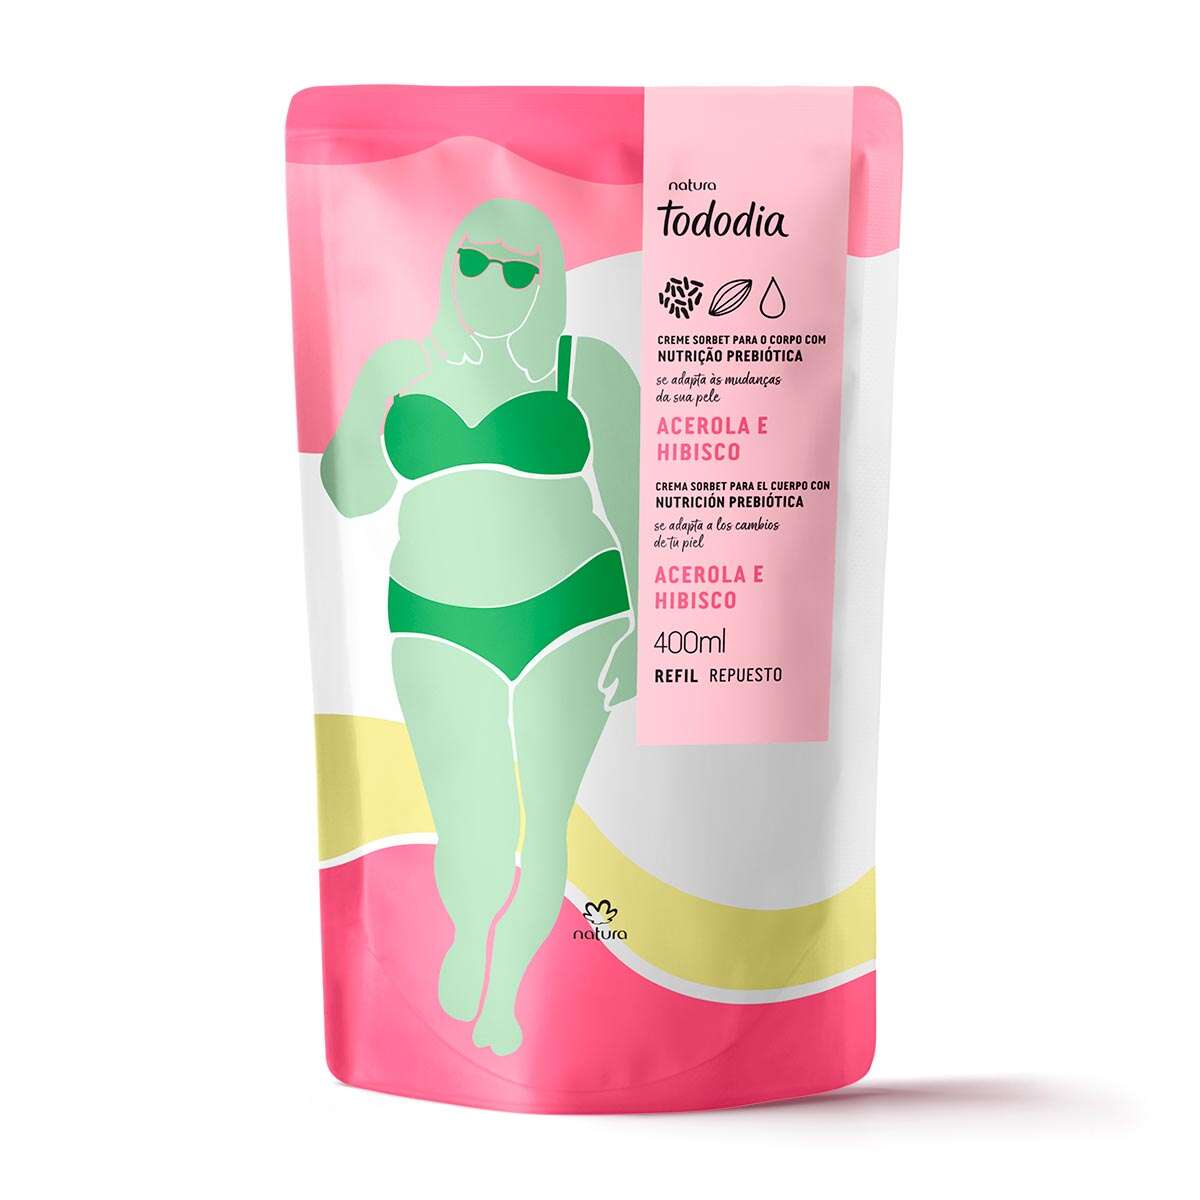 natura
Tododia
CREME SORBET PARA O CORPO COM
NUTRIÇÃO PREBIÓTICA
se adapta às mudanças
da sua pele
ACEROLA E
HIBISCO
CREMA SORBET PARA EL CUERPO CON
NUTRICIÓN PREBIÓTICA
se adapta a los cambios
de tu piel
ACEROLA E
HIBISCO
400ml
REFIL REPUESTO
natura